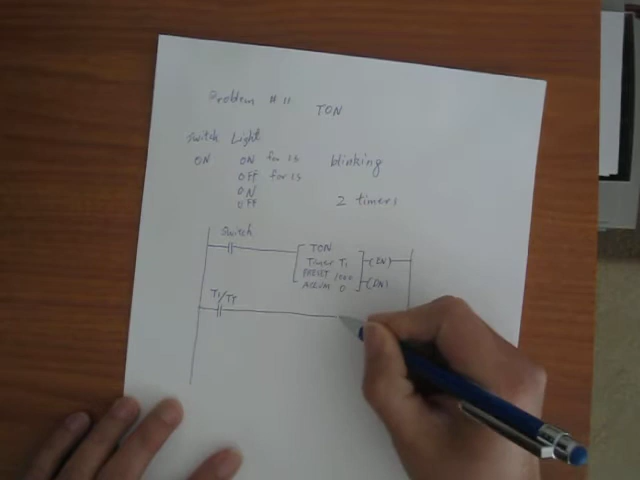 Problem # 11
TON
Switch Light
ON ON for 1s blinking
OFF for 1s
ON
OFF 2 timers
Switch
TON
Timer T1
PRESET 1000
ACCUM 0
(EN)
(DN)
T1/TT